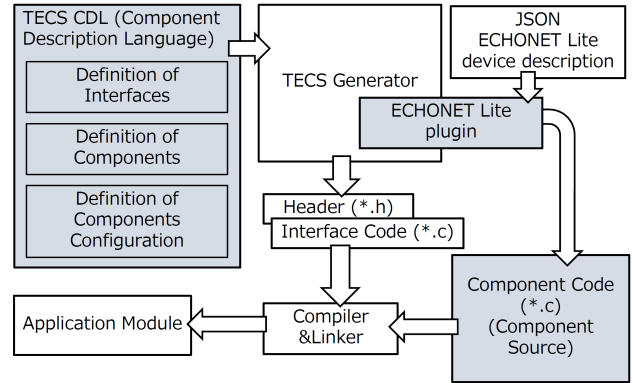 TECS CDL (Component
Description Language)
Definition of
Interfaces
Definition of
Components
Definition of
Components
Configuration
TECS Generator
JSON
ECHONET Lite
device description
ECHONET Lite
plugin
Header (*.h)
Interface Code (*.c)
Component Code
(*.c)
(Component
Source)
Compiler
&Linker
Application Module